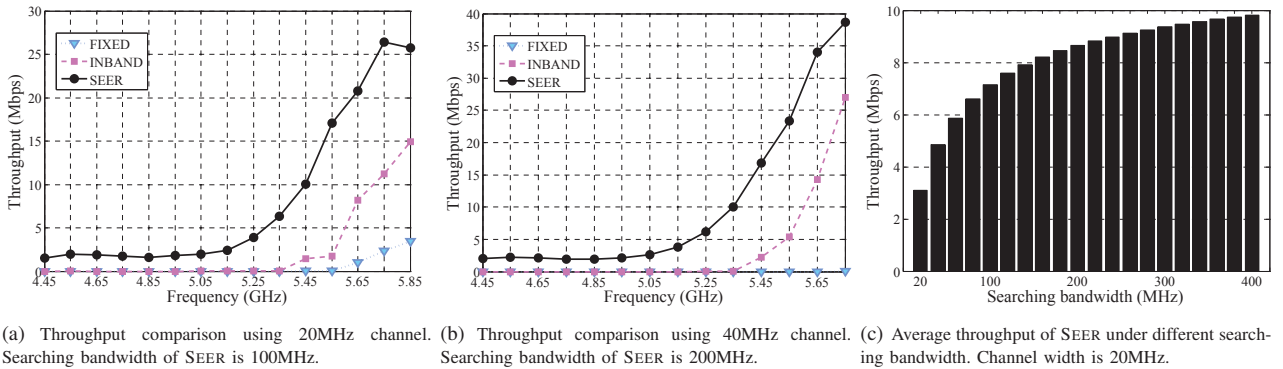 30
25
20
15
10
5
0
Throughput (Mbps)
FIXED
INBAND
SEER
4.45 4.65 4.85 5.05 5.25 5.45 5.65 5.85
Frequency (GHz)
(a) Throughput comparison using 20MHz channel.
Searching bandwidth of SEER is 100MHz.
40
35
30
25
20
15
10
5
0
Throughput (Mbps)
FIXED
INBAND
SEER
4.45 4.65 4.85 5.05 5.25 5.45 5.65
Frequency (GHz)
(b) Throughput comparison using 40MHz channel.
Searching bandwidth of SEER is 200MHz.
10
8
6
4
2
0
Throughput (Mbps)
20 100 200 300 400
Searching bandwidth (MHz)
(c) Average throughput of SEER under different search-
ing bandwidth. Channel width is 20MHz.